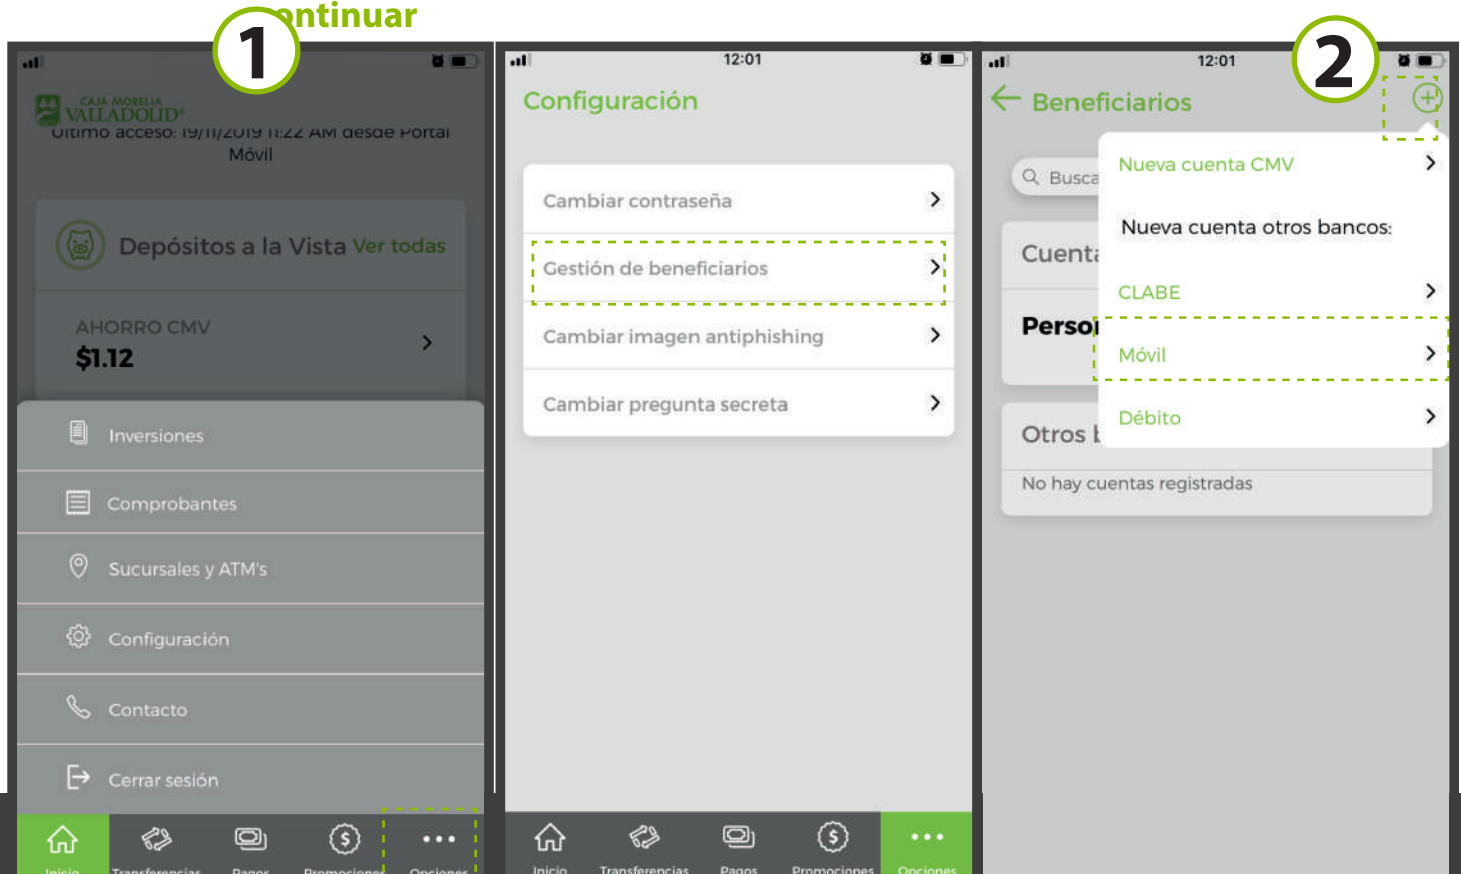 continuar
1
CAJA MORELIA
VALLADOLID®
Último acceso: 19/11/2019 11:22 AM desde Portal
Móvil
Depósitos a la Vista Ver todas
AHORRO CMV
$1.12
Inversiones
Comprobantes
Sucursales y ATM's
Configuración
Contacto
Cerrar sesión
Inicio Transferencias Pagos Promociones Opciones
12:01
Configuración
Cambiar contraseña
Gestión de beneficiarios
Cambiar imagen antiphishing
Cambiar pregunta secreta
Inicio Transferencias Pagos Promociones Opciones
2
12:01
Beneficiarios
Busca
Nueva cuenta CMV
Nueva cuenta otros bancos:
CLABE
Móvil
Débito
Cuenta
Person
Otros b
No hay cuentas registradas